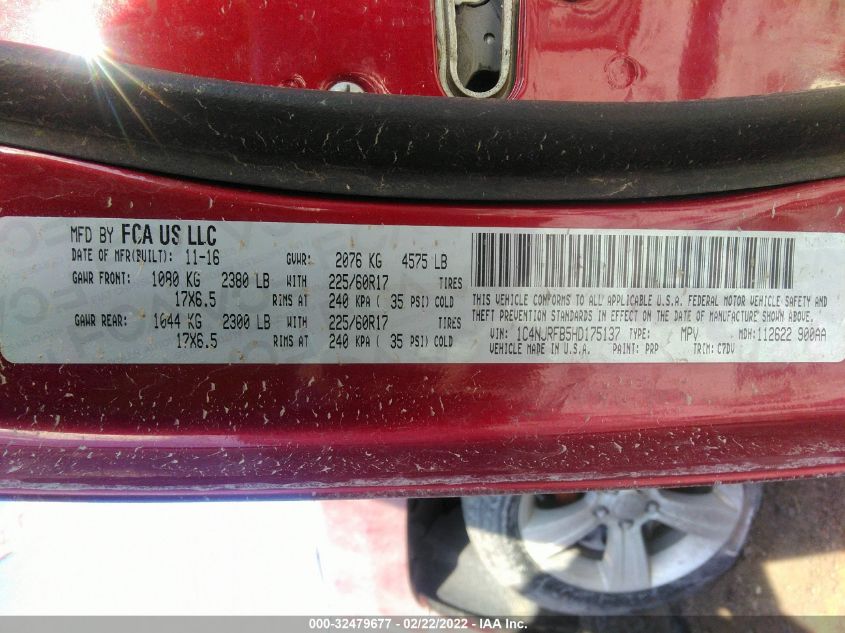 MFD BY FCA US LLC
DATE OF MFR(BUILT): 11-16 GVWR: 2076 KG 4575 LB
GAWR FRONT: 1080 KG 2380 LB WITH 225/60R17 TIRES
17X6.5 RIMS AT 240 KPA ( 35 PSI) COLD
GAWR REAR: 1044 KG 2300 LB WITH 225/60R17 TIRES
17X6.5 RIMS AT 240 KPA ( 35 PSI) COLD
THIS VEHICLE CONFORMS TO ALL APPLICABLE U.S.A. FEDERAL MOTOR VEHICLE SAFETY AND
THEFT PREVENTION STANDARDS IN EFFECT ON THE DATE OF MANUFACTURE SHOWN ABOVE.
VIN: 1C4NJRFB5HD175137 TYPE: MPV MDH: 112622 900AA
VEHICLE MADE IN U.S.A. PAINT: PRP TRIM: C7DV
000-32479677 - 02/22/2022 - IAA Inc.